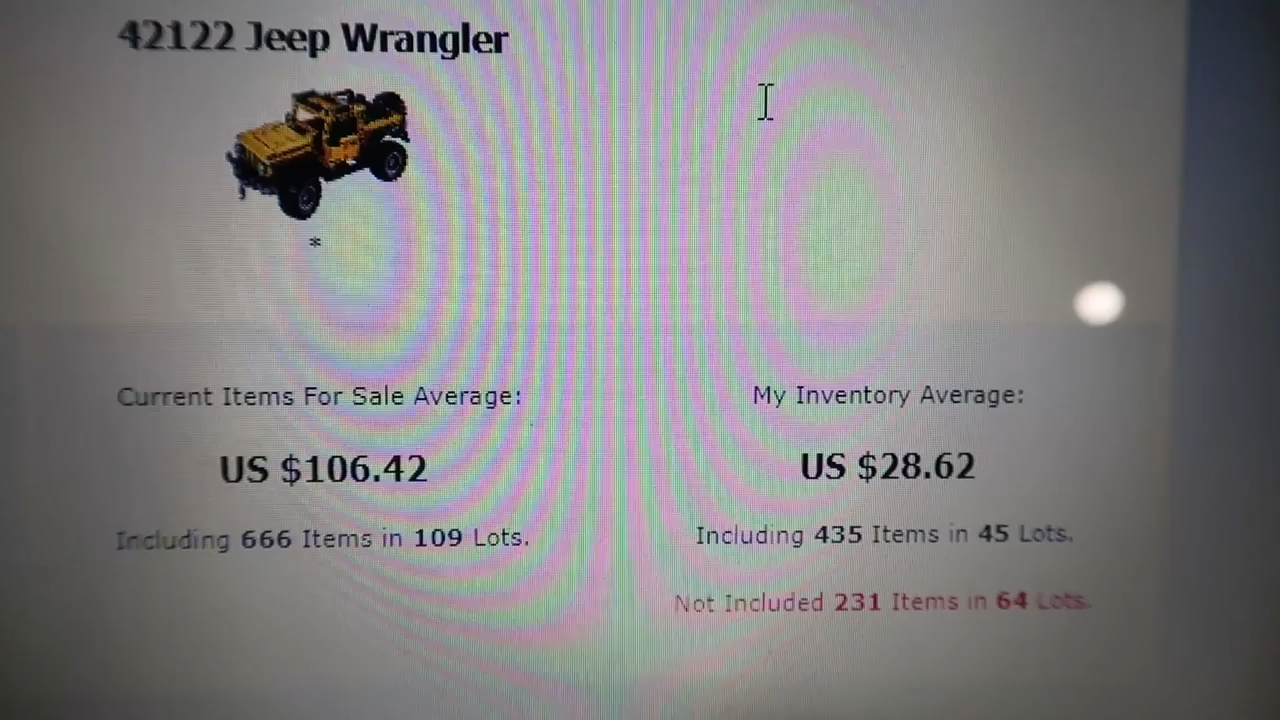 42122 Jeep Wrangler
*
Current Items For Sale Average:
US $106.42
Including 666 Items in 109 Lots.
My Inventory Average:
US $28.62
Including 435 Items in 45 Lots.
Not Included 231 Items in 64 Lots.